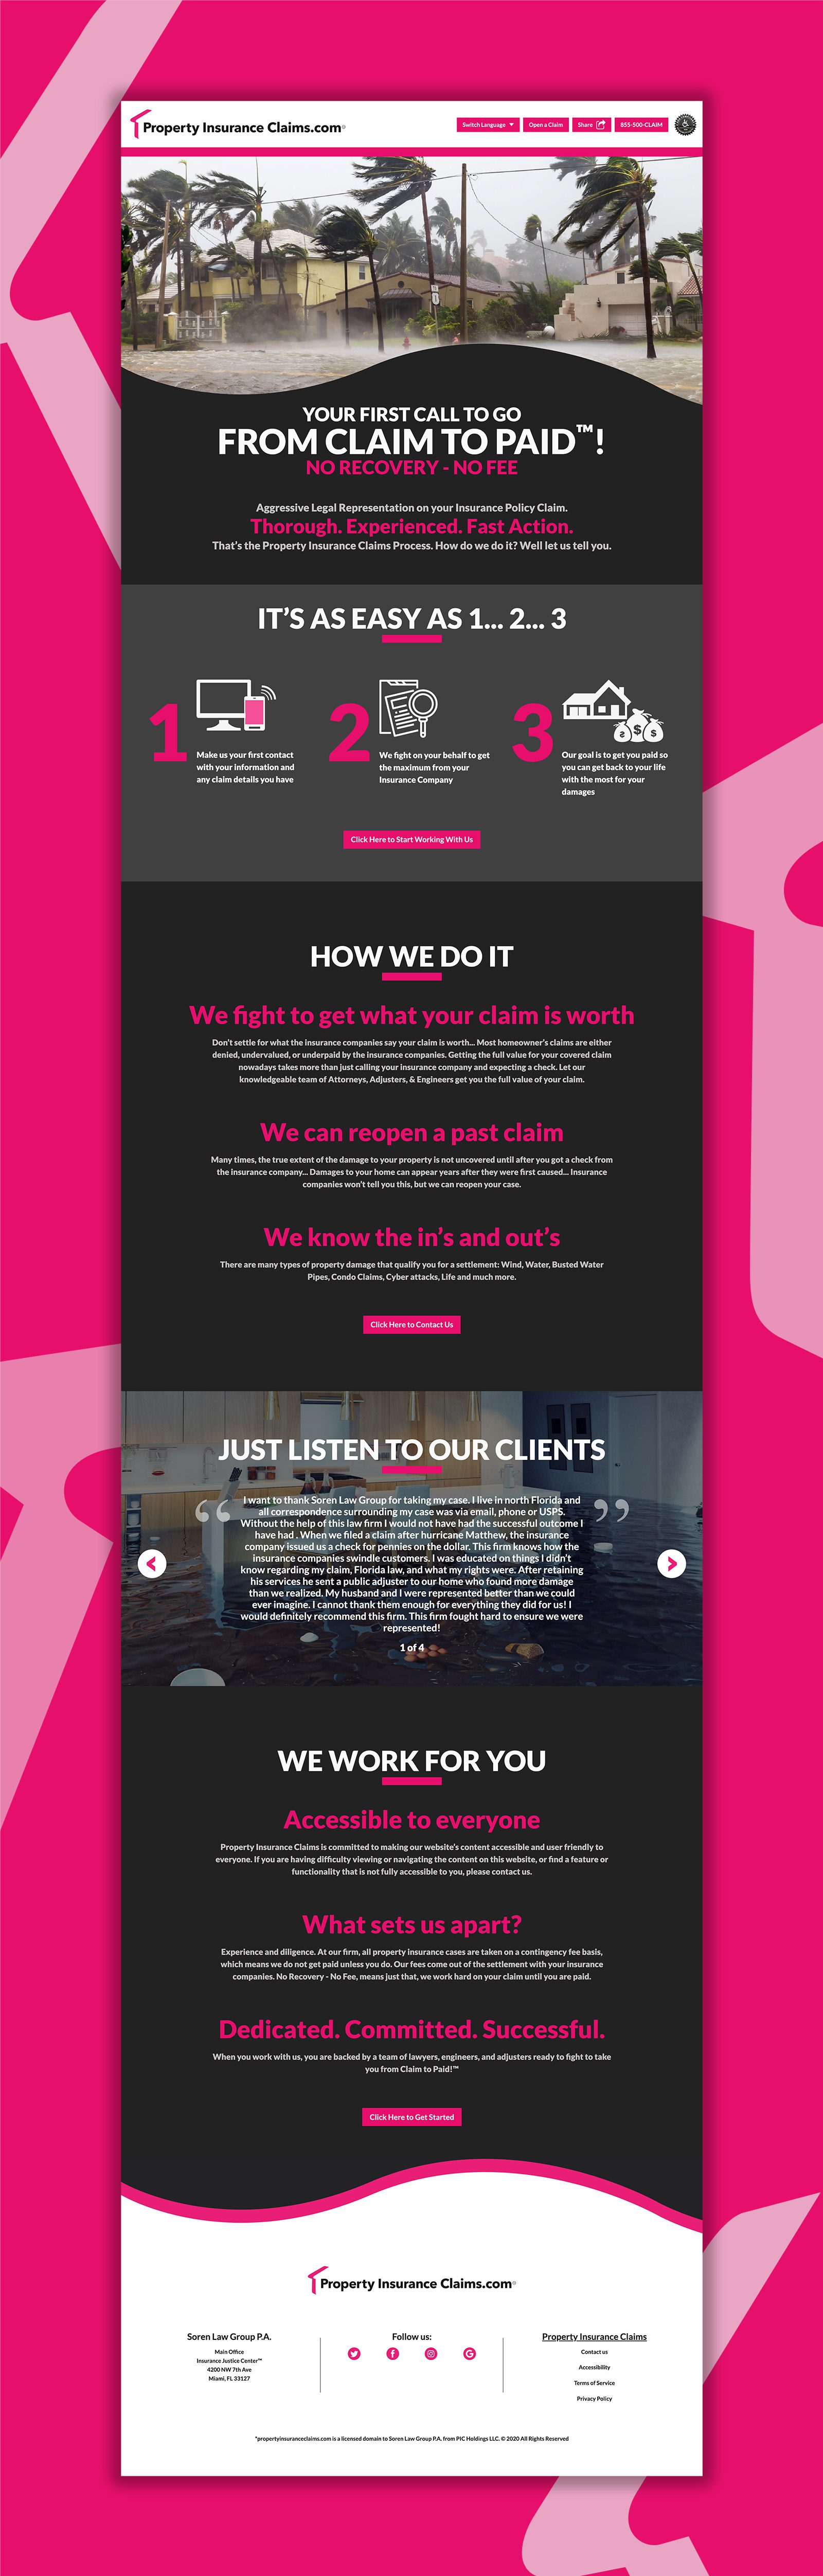 Property Insurance Claims.com®
Switch Language
Open a Claim
Share
855-500-CLAIM
YOUR FIRST CALL TO GO
FROM CLAIM TO PAID™!
NO RECOVERY - NO FEE
Aggressive Legal Representation on your Insurance Policy Claim.
Thorough. Experienced. Fast Action.
That's the Property Insurance Claims Process. How do we do it? Well let us tell you.
IT'S AS EASY AS 1... 2... 3
1
Make us your first contact
with your information and
any claim details you have
2
We fight on your behalf to get
the maximum from your
Insurance Company
3
$ $ $
Our goal is to get you paid so
you can get back to your life
with the most for your
damages
Click Here to Start Working With Us
HOW WE DO IT
We fight to get what your claim is worth
Don't settle for what the insurance companies say your claim is worth... Most homeowner's claims are either
denied, undervalued, or underpaid by the insurance companies. Getting the full value for your covered claim
nowadays takes more than just calling your insurance company and expecting a check. Let our
knowledgeable team of Attorneys, Adjusters, & Engineers get you the full value of your claim.
We can reopen a past claim
Many times, the true extent of the damage to your property is not uncovered until after you got a check from
the insurance company... Damages to your home can appear years after they were first caused... Insurance
companies won't tell you this, but we can reopen your case.
We know the in's and out's
There are many types of property damage that qualify you for a settlement: Wind, Water, Busted Water
Pipes, Condo Claims, Cyber attacks, Life and much more.
Click Here to Contact Us
JUST LISTEN TO OUR CLIENTS
“ I want to thank Soren Law Group for taking my case. I live in north Florida and ”
all correspondence surrounding my case was via email, phone or USPS.
Without the help of this law firm I would not have had the successful outcome I
have had . When we filed a claim after hurricane Matthew, the insurance
company issued us a check for pennies on the dollar. This firm knows how the
insurance companies swindle customers. I was educated on things I didn't
know regarding my claim, Florida law, and what my rights were. After retaining
his services he sent a public adjuster to our home who found more damage
than we realized. My husband and I were represented better than we could
ever imagine. I cannot thank them enough for everything they did for us! I
would definitely recommend this firm. This firm fought hard to ensure we were
represented!
1 of 4
WE WORK FOR YOU
Accessible to everyone
Property Insurance Claims is committed to making our website's content accessible and user friendly to
everyone. If you are having difficulty viewing or navigating the content on this website, or find a feature or
functionality that is not fully accessible to you, please contact us.
What sets us apart?
Experience and diligence. At our firm, all property insurance cases are taken on a contingency fee basis,
which means we do not get paid unless you do. Our fees come out of the settlement with your insurance
companies. No Recovery - No Fee, means just that, we work hard on your claim until you are paid.
Dedicated. Committed. Successful.
When you work with us, you are backed by a team of lawyers, engineers, and adjusters ready to fight to take
you from Claim to Paid!™
Click Here to Get Started
Property Insurance Claims.com®
Soren Law Group P.A.
Main Office
Insurance Justice Center™
4200 NW 7th Ave
Miami, FL 33127
Follow us:
Property Insurance Claims
Contact us
Accessibility
Terms of Service
Privacy Policy
*propertyinsuranceclaims.com is a licensed domain to Soren Law Group P.A. from PIC Holdings LLC. © 2020 All Rights Reserved